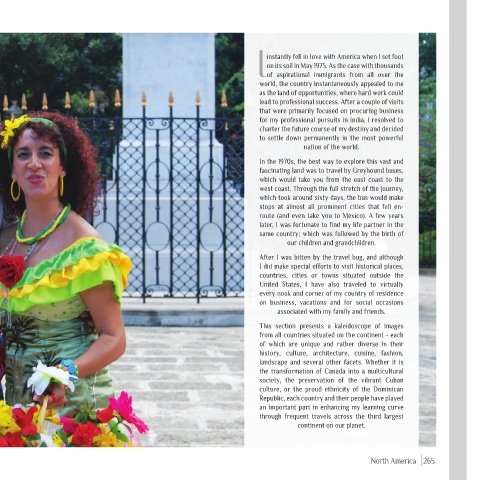 I instantly fell in love with America when I set foot
on its soil in May 1975. As the case with thousands
of aspirational immigrants from all over the
world, the country instantaneously appealed to me
as the land of opportunities, where hard work could
lead to professional success. After a couple of visits
that were primarily focused on procuring business
for my professional pursuits in India, I resolved to
charter the future course of my destiny and decided
to settle down permanently in the most powerful
nation of the world.
In the 1970s, the best way to explore this vast and
fascinating land was to travel by Greyhound buses,
which would take you from the east coast to the
west coast. Through the full stretch of the journey,
which took around sixty days, the bus would make
stops at almost all prominent cities that fell en-
route (and even take you to Mexico). A few years
later, I was fortunate to find my life partner in the
same country; which was followed by the birth of
our children and grandchildren.
After I was bitten by the travel bug, and although
I did make special efforts to visit historical places,
countries, cities or towns situated outside the
United States, I have also traveled to virtually
every nook and corner of my country of residence
on business, vacations and for social occasions
associated with my family and friends.
This section presents a kaleidoscope of images
from all countries situated on the continent - each
of which are unique and rather diverse in their
history, culture, architecture, cuisine, fashion,
landscape and several other facets. Whether it is
the transformation of Canada into a multicultural
society, the preservation of the vibrant Cuban
culture, or the proud ethnicity of the Dominican
Republic, each country and their people have played
an important part in enhancing my learning curve
through frequent travels across the third largest
continent on our planet.
North America | 265